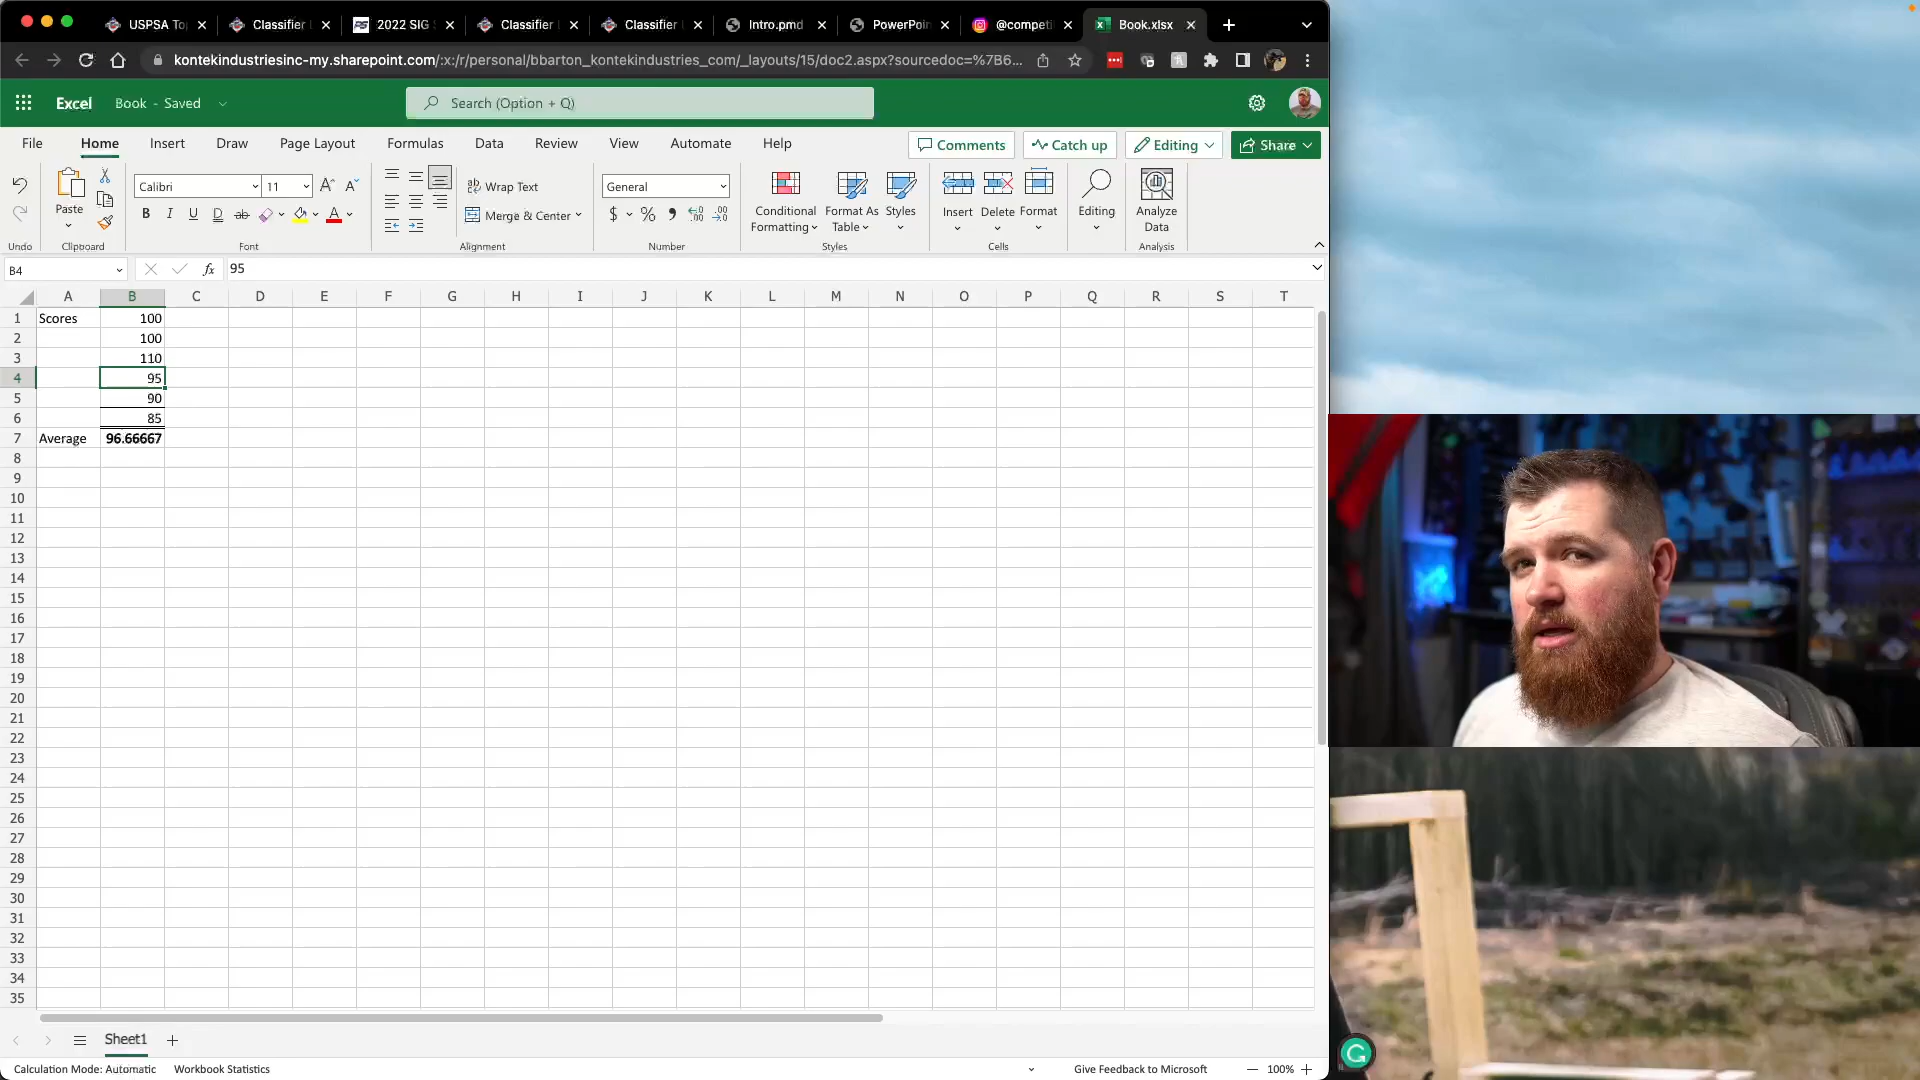 USPSA To
Classifier
2022 SIG S
Classifier
Classifier
Intro.pmd
PowerPoin
@competi
Book.xlsx
kontekindustriesinc-my.sharepoint.com/:x:/r/personal/bbarton_kontekindustries_com/_layouts/15/doc2.aspx?sourcedoc=%7B6...
Excel
Book - Saved
Search (Option + Q)
File
Home
Insert
Draw
Page Layout
Formulas
Data
Review
View
Automate
Help
Comments
Catch up
Editing
Share
Paste
Calibri
11
Wrap Text
Merge & Center
General
Conditional
Formatting
Format As
Table
Styles
Insert
Delete
Format
Editing
Analyze
Data
Undo
Clipboard
Font
Alignment
Number
Styles
Cells
Analysis
B4
fx 95
A B C D E F G H I J K L M N O P Q R S T
1 Scores 100
2 100
3 110
4 95
5 90
6 85
7 Average 96.66667
8
9
10
11
12
13
14
15
16
17
18
19
20
21
22
23
24
25
26
27
28
29
30
31
32
33
34
35
Sheet1
Calculation Mode: Automatic
Workbook Statistics
Give Feedback to Microsoft
100%